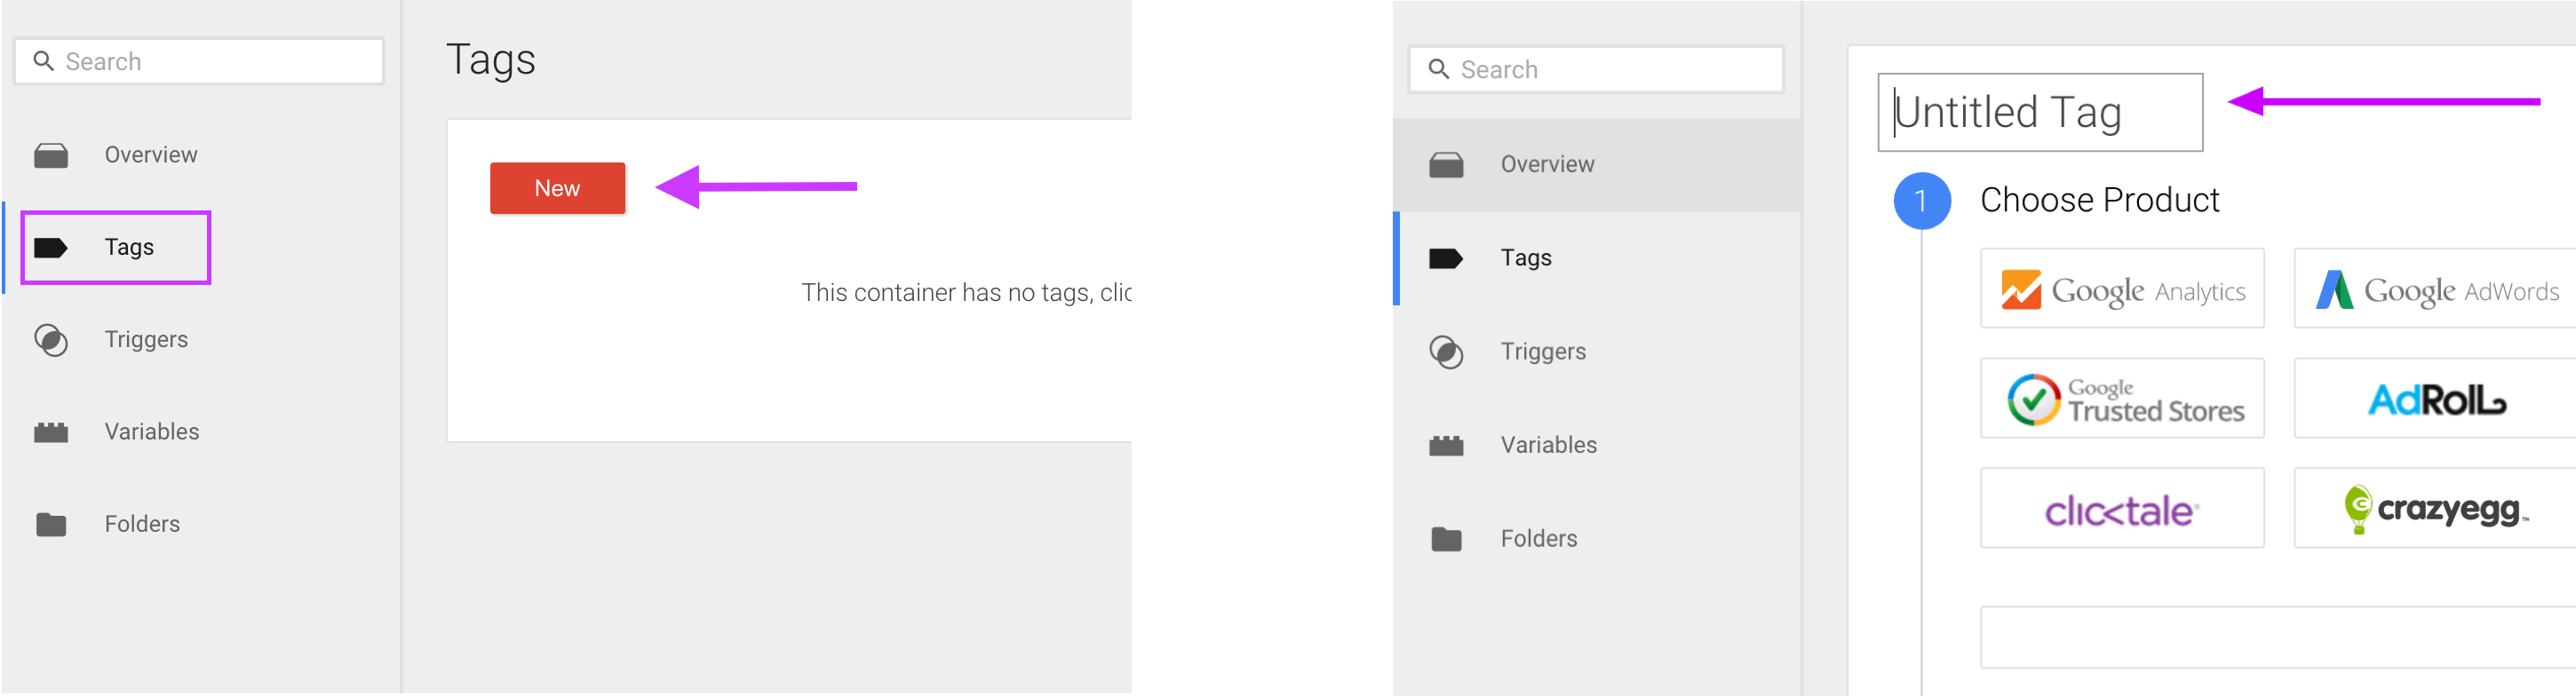 Search
Overview
Tags
Triggers
Variables
Folders
Tags
New
This container has no tags, clic
Search
Overview
Tags
Triggers
Variables
Folders
Untitled Tag
1 Choose Product
Google Analytics
Google AdWords
Google
Trusted Stores
AdRoll
clicktale®
crazyegg™